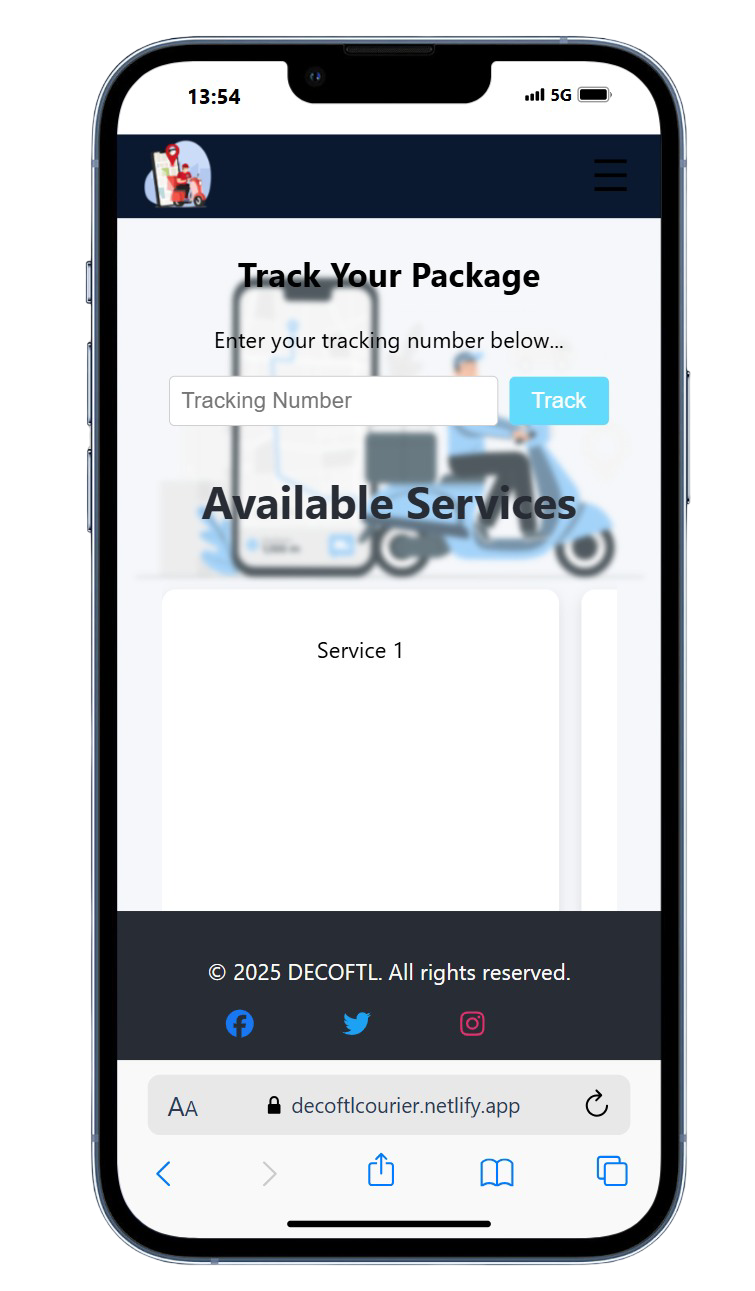 13:54
5G
Track Your Package
Enter your tracking number below...
Tracking Number
Track
Available Services
Service 1
© 2025 DECOFTL. All rights reserved.
AA
decoftlcourier.netlify.app